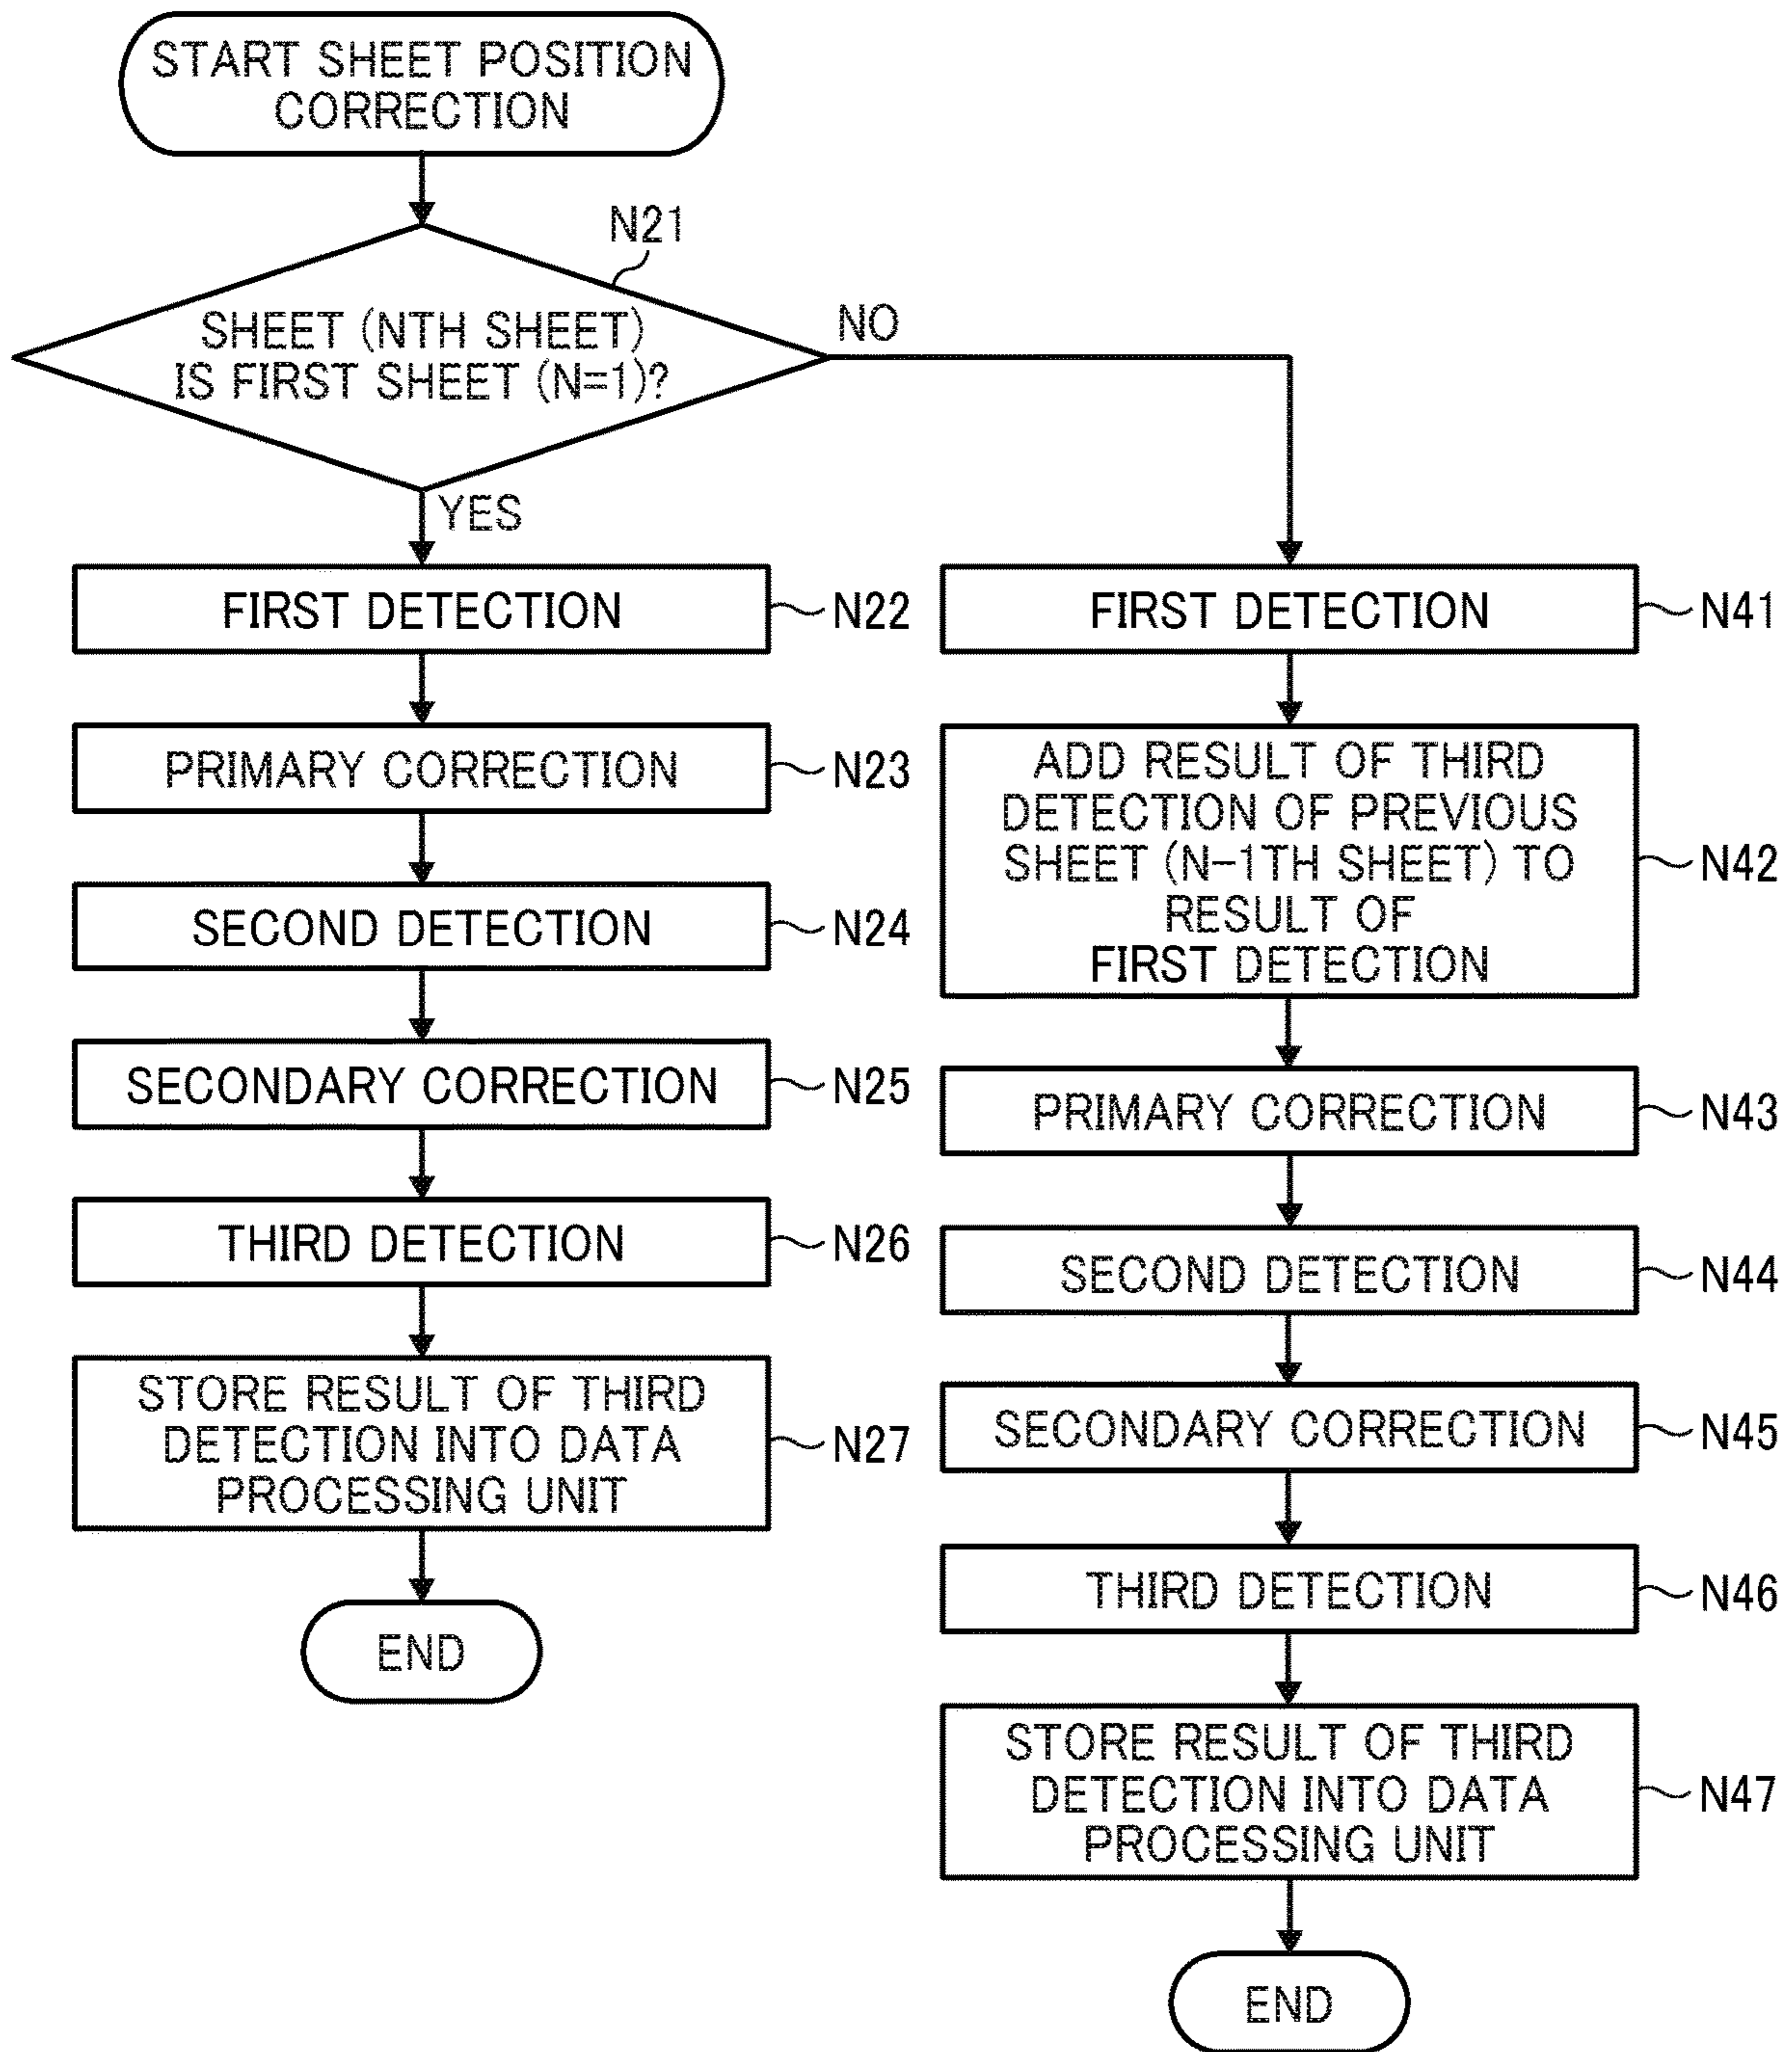 START SHEET POSITION
CORRECTION
N21
SHEET (NTH SHEET)
IS FIRST SHEET (N=1)?
NO
YES
FIRST DETECTION
N22
PRIMARY CORRECTION
N23
SECOND DETECTION
N24
SECONDARY CORRECTION
N25
THIRD DETECTION
N26
STORE RESULT OF THIRD
DETECTION INTO DATA
PROCESSING UNIT
N27
END
FIRST DETECTION
N41
ADD RESULT OF THIRD
DETECTION OF PREVIOUS
SHEET (N-1TH SHEET) TO
RESULT OF
FIRST DETECTION
N42
PRIMARY CORRECTION
N43
SECOND DETECTION
N44
SECONDARY CORRECTION
N45
THIRD DETECTION
N46
STORE RESULT OF THIRD
DETECTION INTO DATA
PROCESSING UNIT
N47
END